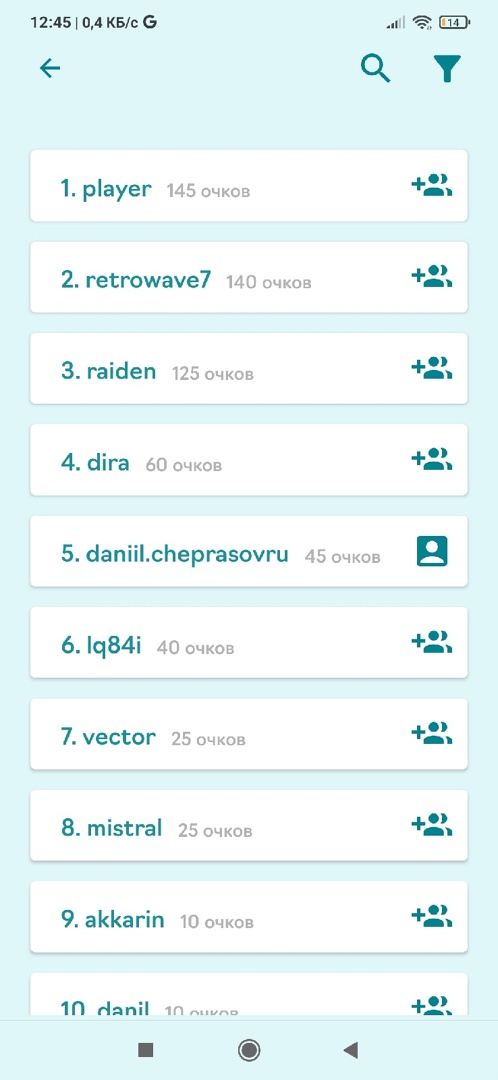 12:45 | 0,4 КБ/с G 14
1. player 145 очков
2. retrowave7 140 очков
3. raiden 125 очков
4. dira 60 очков
5. daniil.cheprasovru 45 очков
6. lq84i 40 очков
7. vector 25 очков
8. mistral 25 очков
9. akkarin 10 очков
10. danil 10 очков